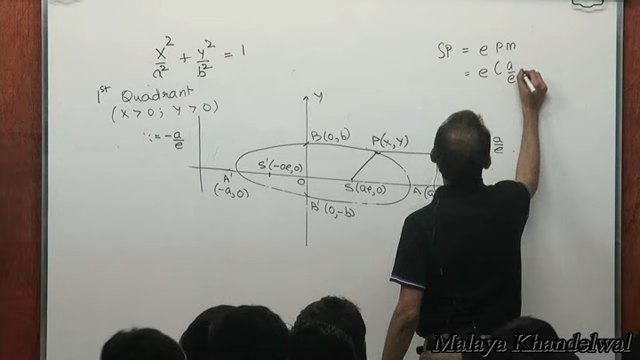 x²/a² + y²/b² = 1
1st Quadrant
(x > 0 ; y > 0)
SP = e PM
= e ( a/e
Y
= -a/e
B(0, b)
P(x, y)
a/e
S'(-ae, 0)
A'
(-a, 0)
O
S(ae, 0)
A(a
B'(0, -b)
Malaya Khandelwal